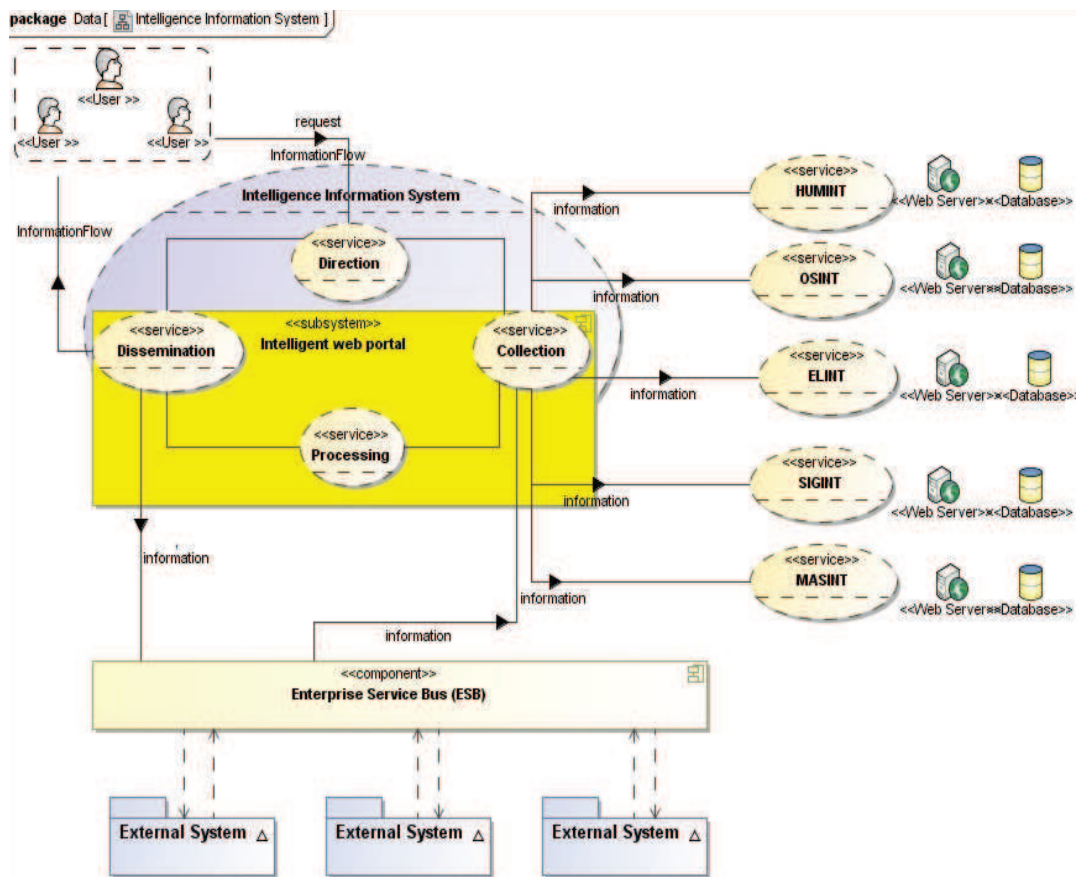 package Data [ Intelligence Information System ]
<<User >>
<<User >>
<<User >>
request
InformationFlow
Intelligence Information System
InformationFlow
<<service>>
Direction
<<service>>
Dissemination
<<subsystem>>
Intelligent web portal
<<service>>
Collection
<<service>>
Processing
information
<<service>>
HUMINT
<<Web Server>>
<<Database>>
information
<<service>>
OSINT
<<Web Server>>
<<Database>>
information
<<service>>
ELINT
<<Web Server>>
<<Database>>
information
<<service>>
SIGINT
<<Web Server>>
<<Database>>
information
<<service>>
MASINT
<<Web Server>>
<<Database>>
information
information
<<component>>
Enterprise Service Bus (ESB)
External System
External System
External System